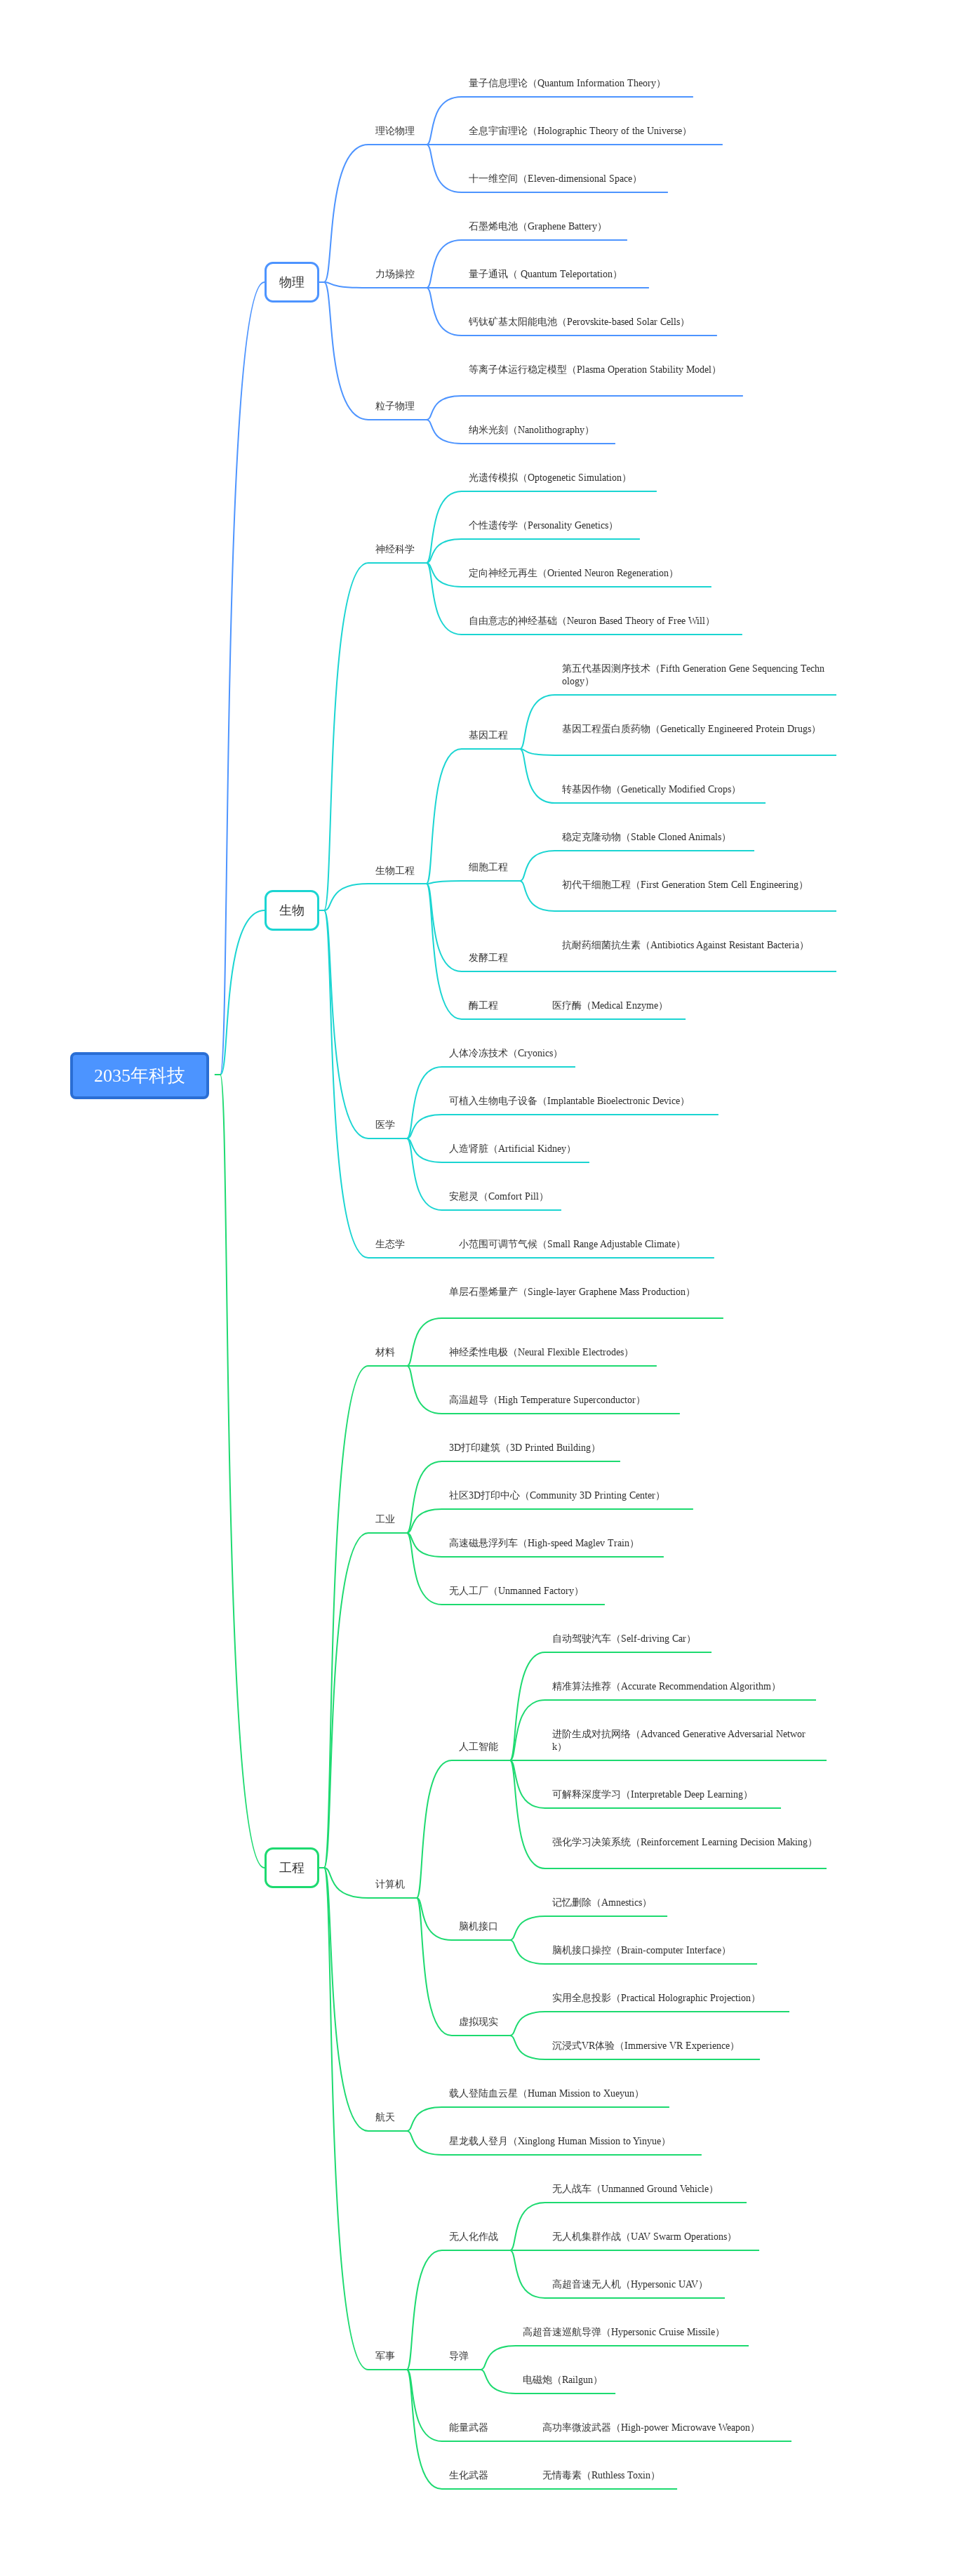 2035年科技
物理
理论物理
量子信息理论（Quantum Information Theory）
全息宇宙理论（Holographic Theory of the Universe）
十一维空间（Eleven-dimensional Space）
力场操控
石墨烯电池（Graphene Battery）
量子通讯（ Quantum Teleportation）
钙钛矿基太阳能电池（Perovskite-based Solar Cells）
粒子物理
等离子体运行稳定模型（Plasma Operation Stability Model）
纳米光刻（Nanolithography）
生物
神经科学
光遗传模拟（Optogenetic Simulation）
个性遗传学（Personality Genetics）
定向神经元再生（Oriented Neuron Regeneration）
自由意志的神经基础（Neuron Based Theory of Free Will）
生物工程
基因工程
第五代基因测序技术（Fifth Generation Gene Sequencing Techn
ology）
基因工程蛋白质药物（Genetically Engineered Protein Drugs）
转基因作物（Genetically Modified Crops）
细胞工程
稳定克隆动物（Stable Cloned Animals）
初代干细胞工程（First Generation Stem Cell Engineering）
发酵工程
抗耐药细菌抗生素（Antibiotics Against Resistant Bacteria）
酶工程
医疗酶（Medical Enzyme）
医学
人体冷冻技术（Cryonics）
可植入生物电子设备（Implantable Bioelectronic Device）
人造肾脏（Artificial Kidney）
安慰灵（Comfort Pill）
生态学
小范围可调节气候（Small Range Adjustable Climate）
工程
材料
单层石墨烯量产（Single-layer Graphene Mass Production）
神经柔性电极（Neural Flexible Electrodes）
高温超导（High Temperature Superconductor）
工业
3D打印建筑（3D Printed Building）
社区3D打印中心（Community 3D Printing Center）
高速磁悬浮列车（High-speed Maglev Train）
无人工厂（Unmanned Factory）
计算机
人工智能
自动驾驶汽车（Self-driving Car）
精准算法推荐（Accurate Recommendation Algorithm）
进阶生成对抗网络（Advanced Generative Adversarial Networ
k）
可解释深度学习（Interpretable Deep Learning）
强化学习决策系统（Reinforcement Learning Decision Making）
脑机接口
记忆删除（Amnestics）
脑机接口操控（Brain-computer Interface）
虚拟现实
实用全息投影（Practical Holographic Projection）
沉浸式VR体验（Immersive VR Experience）
航天
载人登陆血云星（Human Mission to Xueyun）
星龙载人登月（Xinglong Human Mission to Yinyue）
军事
无人化作战
无人战车（Unmanned Ground Vehicle）
无人机集群作战（UAV Swarm Operations）
高超音速无人机（Hypersonic UAV）
导弹
高超音速巡航导弹（Hypersonic Cruise Missile）
电磁炮（Railgun）
能量武器
高功率微波武器（High-power Microwave Weapon）
生化武器
无情毒素（Ruthless Toxin）